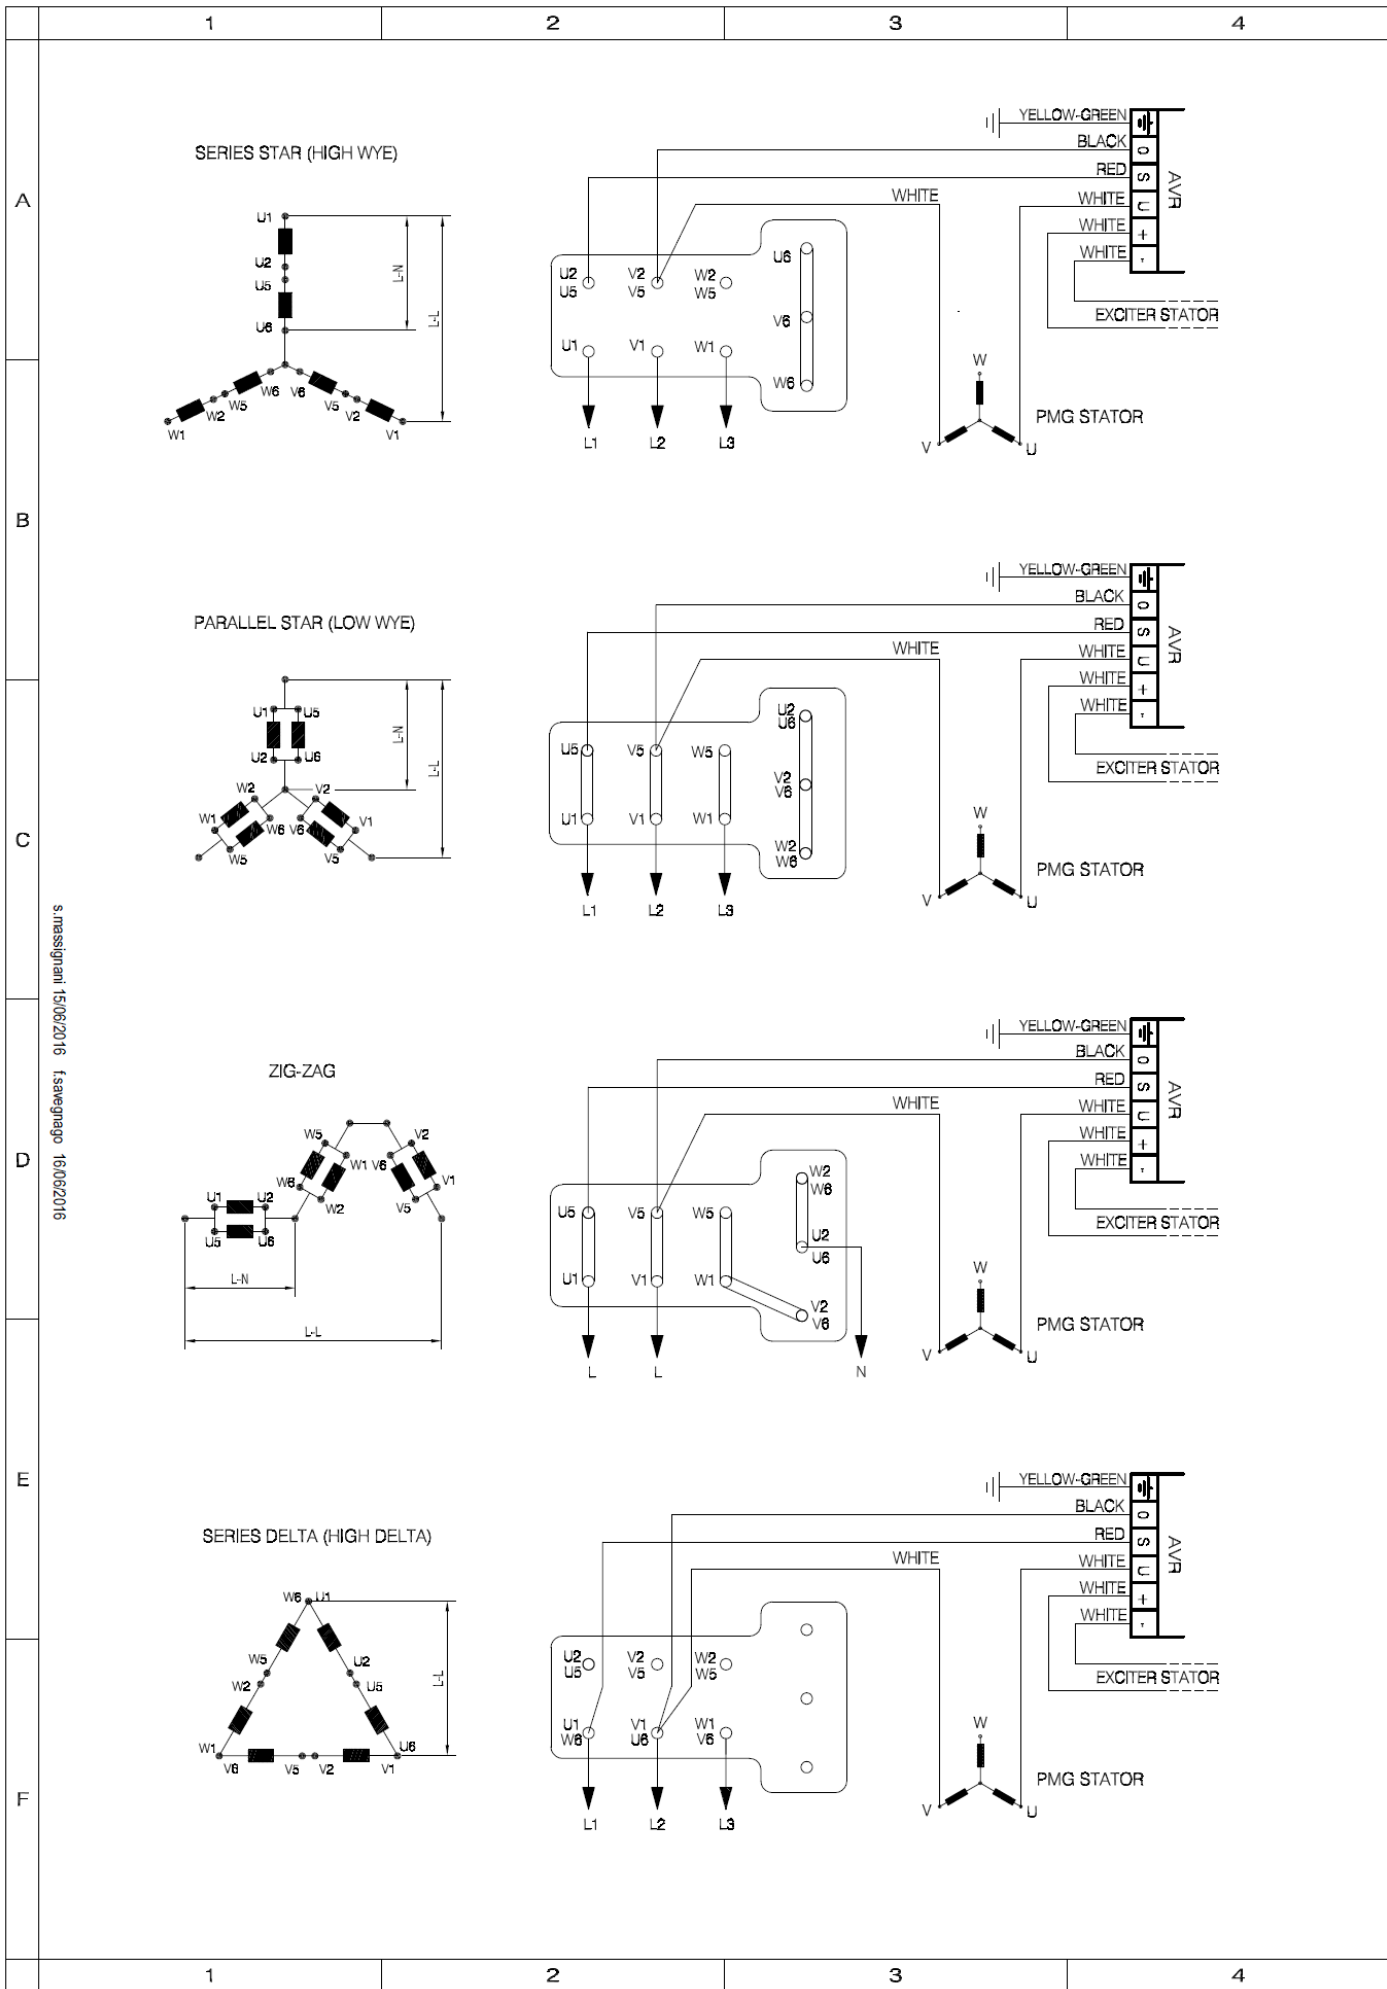 1 2 3 4
A
B
C
D
E
F
s.massignani 15/06/2016 f.savegnago 16/06/2016
SERIES STAR (HIGH WYE)
U1
U2
U5
U6
W6 V6
W5 V5
W2 V2
W1 V1
L-N
L-L
U2 V2 W2
U5 V5 W5
U1 V1 W1
U6
V6
W6
L1 L2 L3
YELLOW-GREEN
BLACK
RED
WHITE
WHITE
WHITE
WHITE
0
S
U
+
-
AVR
EXCITER STATOR
W
V U
PMG STATOR
PARALLEL STAR (LOW WYE)
U1 U5
U2 U6
W2 V2
W1 W6 V6 V1
W5 V5
L-N
L-L
U5 V5 W5
U1 V1 W1
U2
U6
V2
V6
W2
W6
L1 L2 L3
YELLOW-GREEN
BLACK
RED
WHITE
WHITE
WHITE
WHITE
0
S
U
+
-
AVR
EXCITER STATOR
W
V U
PMG STATOR
ZIG-ZAG
W5 V2
W1 V6
W6 V1
W2 V5
U1 U2
U5 U6
L-N
L-L
U5 V5 W5
U1 V1 W1
W2
W6
U2
U6
V2
V6
L L N
YELLOW-GREEN
BLACK
RED
WHITE
WHITE
WHITE
WHITE
0
S
U
+
-
AVR
EXCITER STATOR
W
V U
PMG STATOR
SERIES DELTA (HIGH DELTA)
W6 U1
W5 U2
W2 U5
W1 U6
V6 V5 V2 V1
L-L
U2 V2 W2
U5 V5 W5
U1 V1 W1
W6 U6 V6
L1 L2 L3
YELLOW-GREEN
BLACK
RED
WHITE
WHITE
WHITE
WHITE
0
S
U
+
-
AVR
EXCITER STATOR
W
V U
PMG STATOR
1 2 3 4